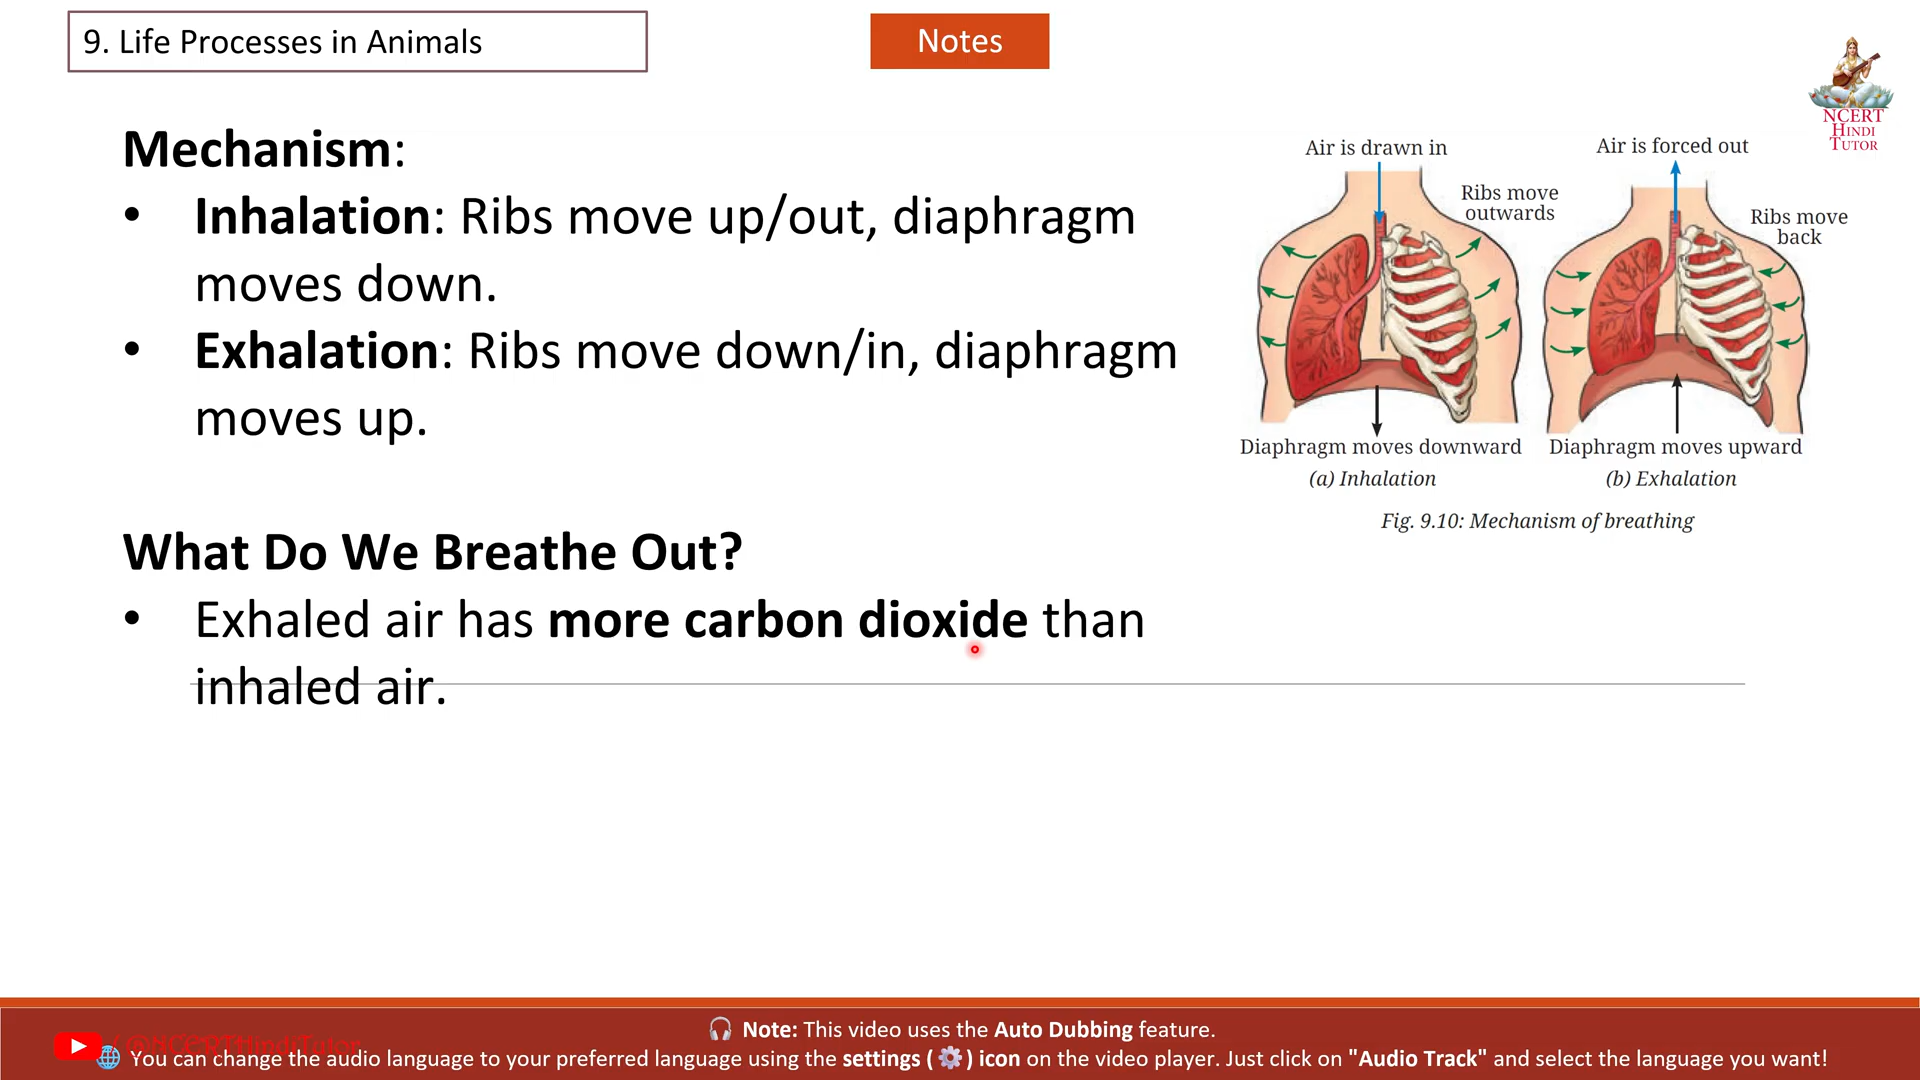 9. Life Processes in Animals
Notes
NCERT
HINDI
TUTOR
Mechanism:
• Inhalation: Ribs move up/out, diaphragm
moves down.
• Exhalation: Ribs move down/in, diaphragm
moves up.
Air is drawn in
Ribs move
outwards
Diaphragm moves downward
(a) Inhalation
Air is forced out
Ribs move
back
Diaphragm moves upward
(b) Exhalation
Fig. 9.10: Mechanism of breathing
What Do We Breathe Out?
• Exhaled air has more carbon dioxide than
inhaled air.
/@NCERTHindiTutor
🎧 Note: This video uses the Auto Dubbing feature.
🌐 You can change the audio language to your preferred language using the settings (⚙️) icon on the video player. Just click on "Audio Track" and select the language you want!